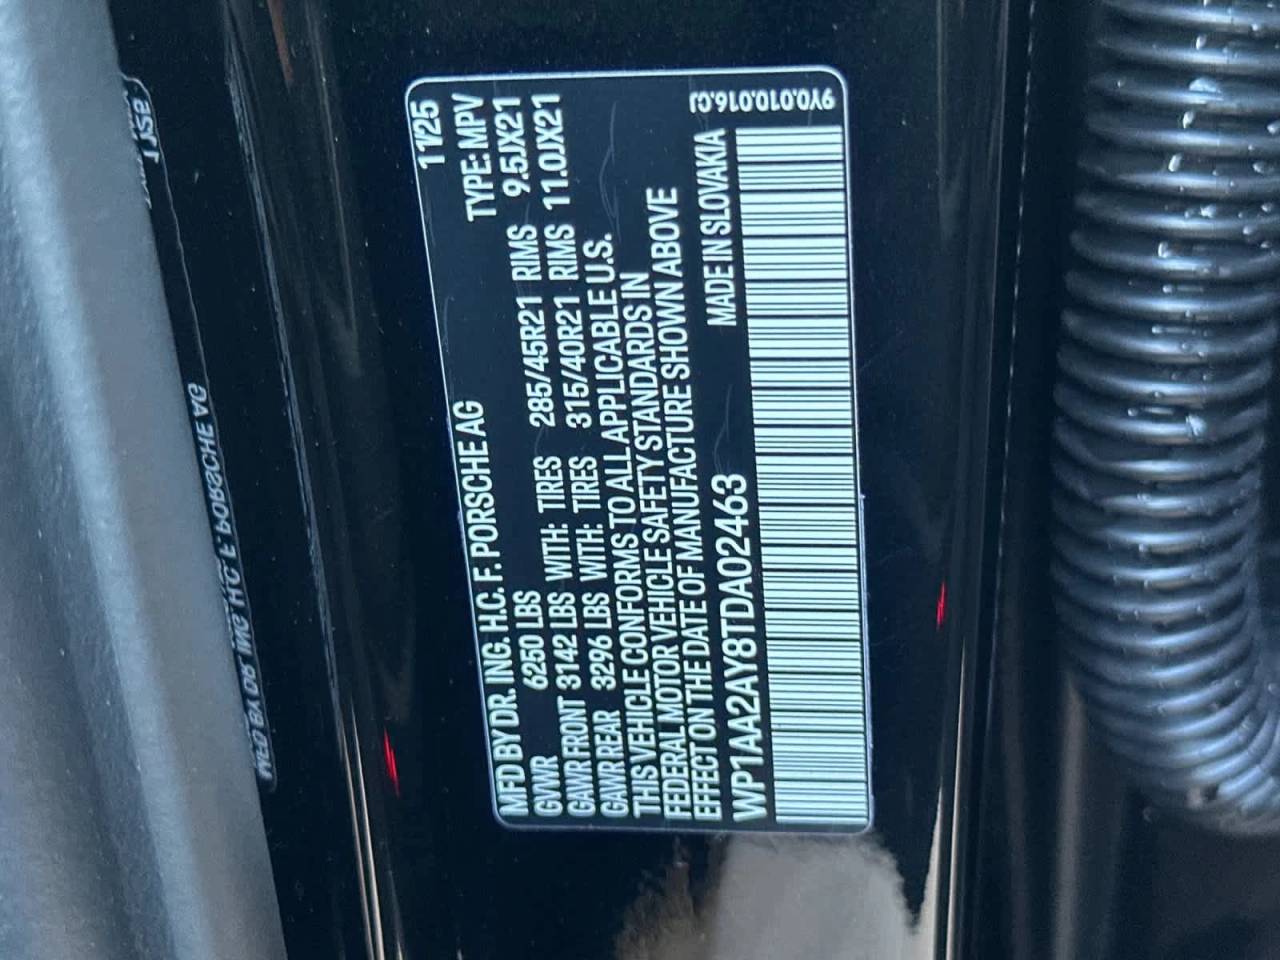 MFD BY DR. ING. H.C. F. PORSCHE AG 11/25
GVWR 6250 LBS TYPE: MPV
GAWR FRONT 3142 LBS WITH: TIRES 285/45R21 RIMS 9.5JX21
GAWR REAR 3296 LBS WITH: TIRES 315/40R21 RIMS 11.0JX21
THIS VEHICLE CONFORMS TO ALL APPLICABLE U.S.
FEDERAL MOTOR VEHICLE SAFETY STANDARDS IN
EFFECT ON THE DATE OF MANUFACTURE SHOWN ABOVE
WP1AA2AY8TDA02463 MADE IN SLOVAKIA
9Y0.010.016.CJ